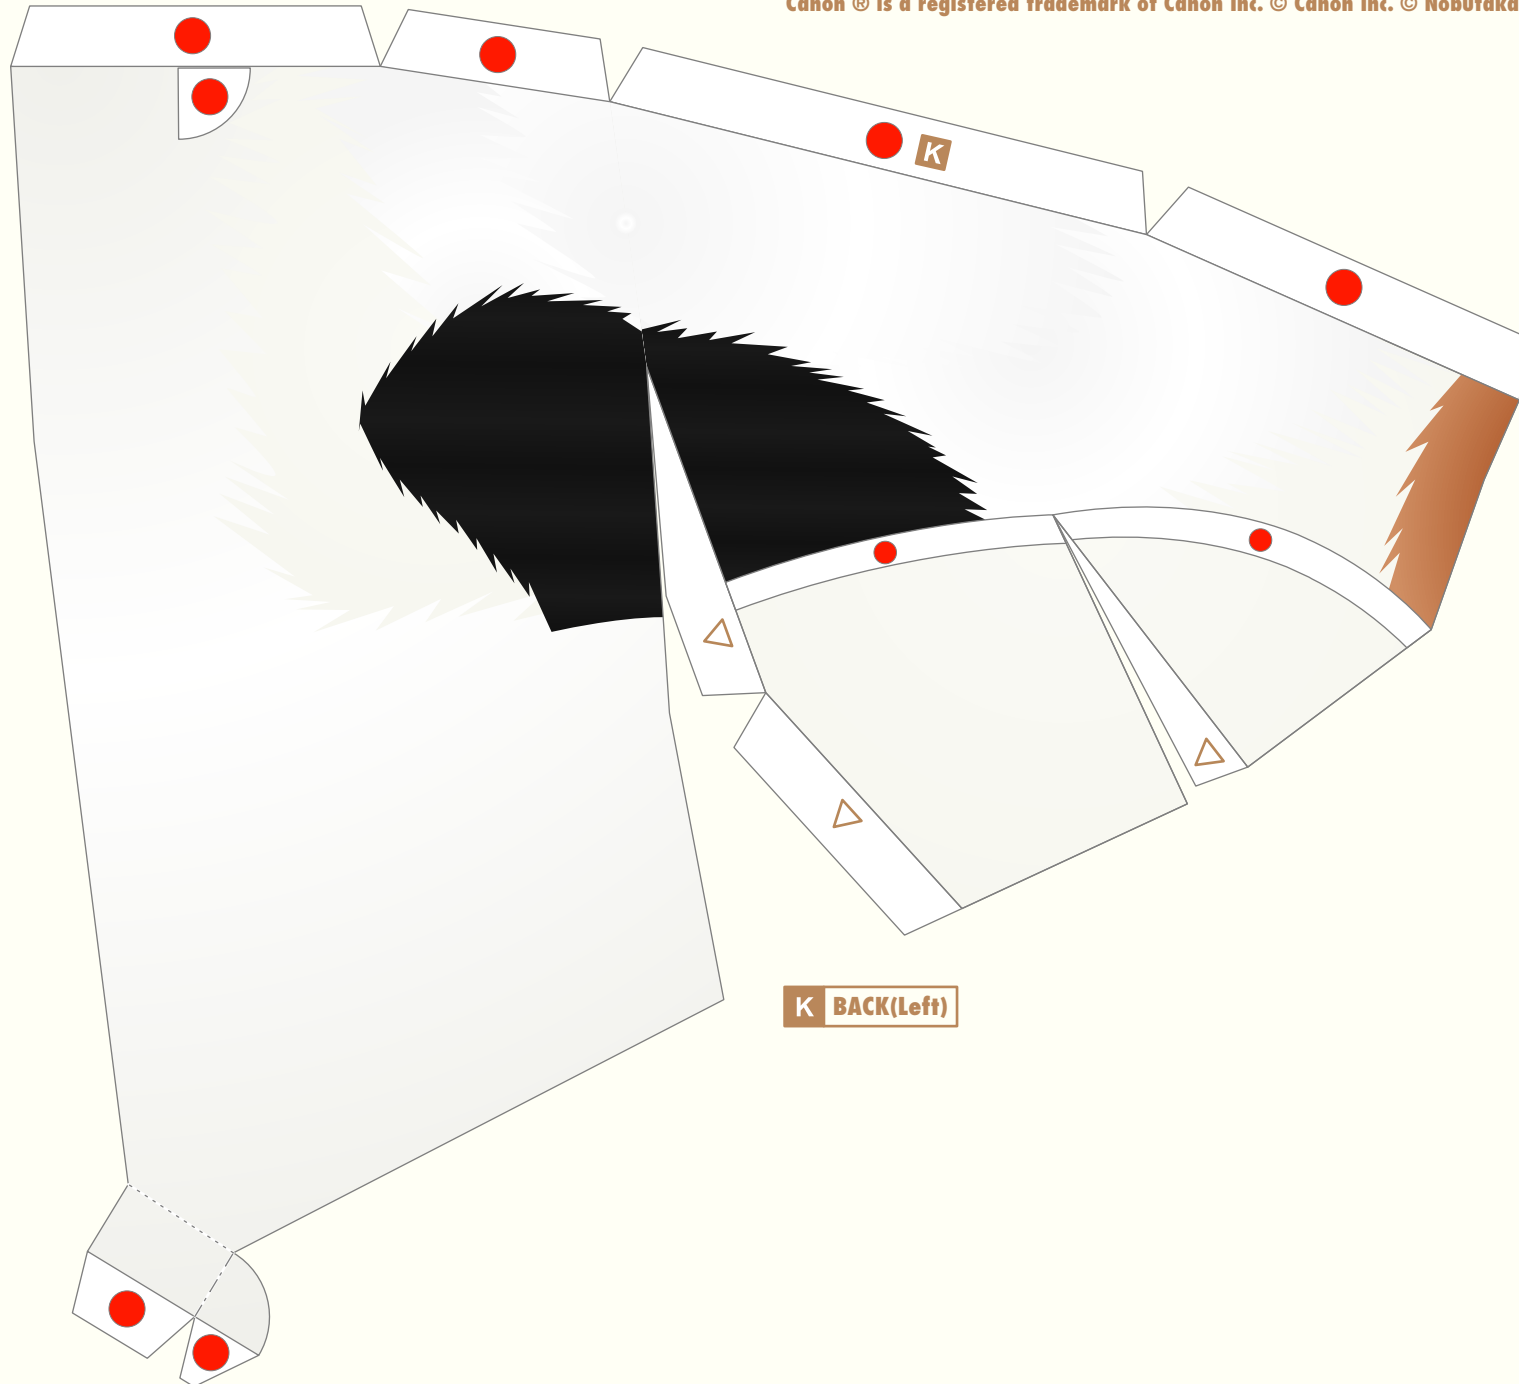 Canon ® is a registered trademark of Canon Inc. © Canon Inc. © Nobutaka
K
K BACK(Left)